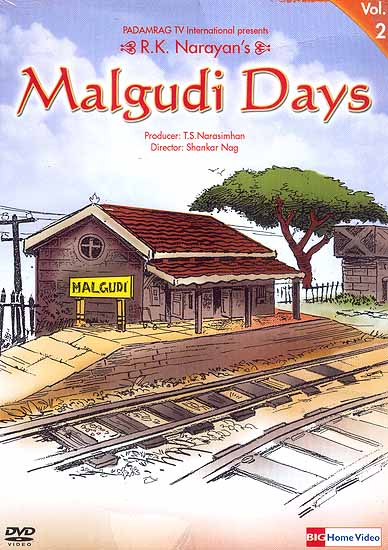 PADAMRAG TV International presents
R.K. Narayan's
Malgudi Days
Vol.
2
Producer: T.S.Narasimhan
Director: Shankar Nag
MALGUDI
DVD
VIDEO
BIG Home Video